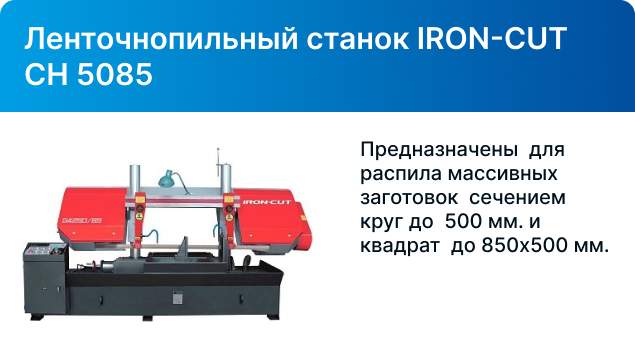 Ленточнопильный станок IRON-CUT
CH 5085
Предназначены для
распила массивных
заготовок сечением
круг до 500 мм. и
квадрат до 850х500 мм.
IRON-CUT